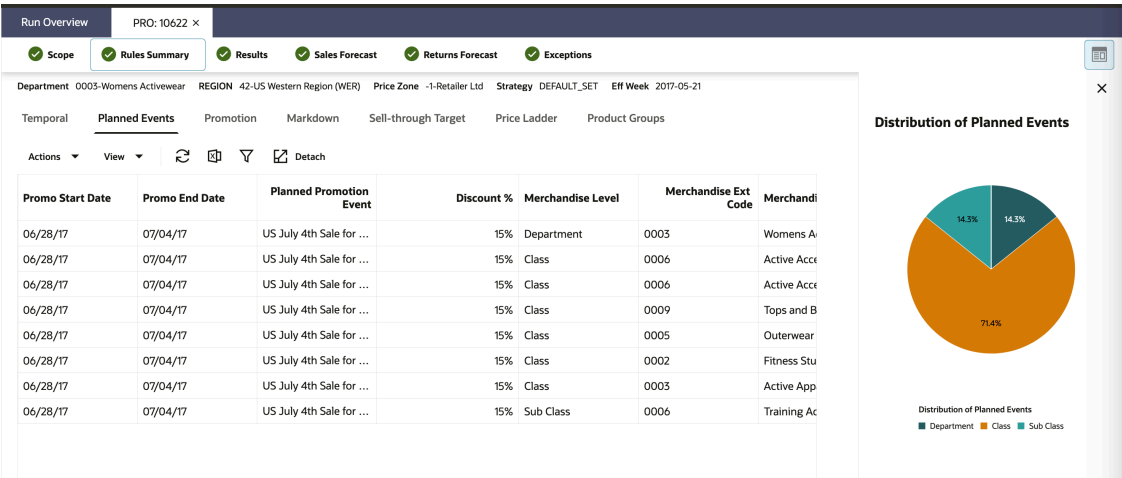 Run Overview PRO: 10622 ×
Scope Rules Summary Results Sales Forecast Returns Forecast Exceptions
Department 0003-Womens Activewear REGION 42-US Western Region (WER) Price Zone -1-Retailer Ltd Strategy DEFAULT_SET Eff Week 2017-05-21
Temporal Planned Events Promotion Markdown Sell-through Target Price Ladder Product Groups
Actions View Detach
Promo Start Date Promo End Date Planned Promotion Event Discount % Merchandise Level Merchandise Ext Code Merchandi
06/28/17 07/04/17 US July 4th Sale for ... 15% Department 0003 Womens A
06/28/17 07/04/17 US July 4th Sale for ... 15% Class 0006 Active Acce
06/28/17 07/04/17 US July 4th Sale for ... 15% Class 0006 Active Acce
06/28/17 07/04/17 US July 4th Sale for ... 15% Class 0009 Tops and B
06/28/17 07/04/17 US July 4th Sale for ... 15% Class 0005 Outerwear
06/28/17 07/04/17 US July 4th Sale for ... 15% Class 0002 Fitness Stu
06/28/17 07/04/17 US July 4th Sale for ... 15% Class 0003 Active App
06/28/17 07/04/17 US July 4th Sale for ... 15% Sub Class 0006 Training Ac
Distribution of Planned Events
14.3% 14.3%
71.4%
Distribution of Planned Events
Department Class Sub Class